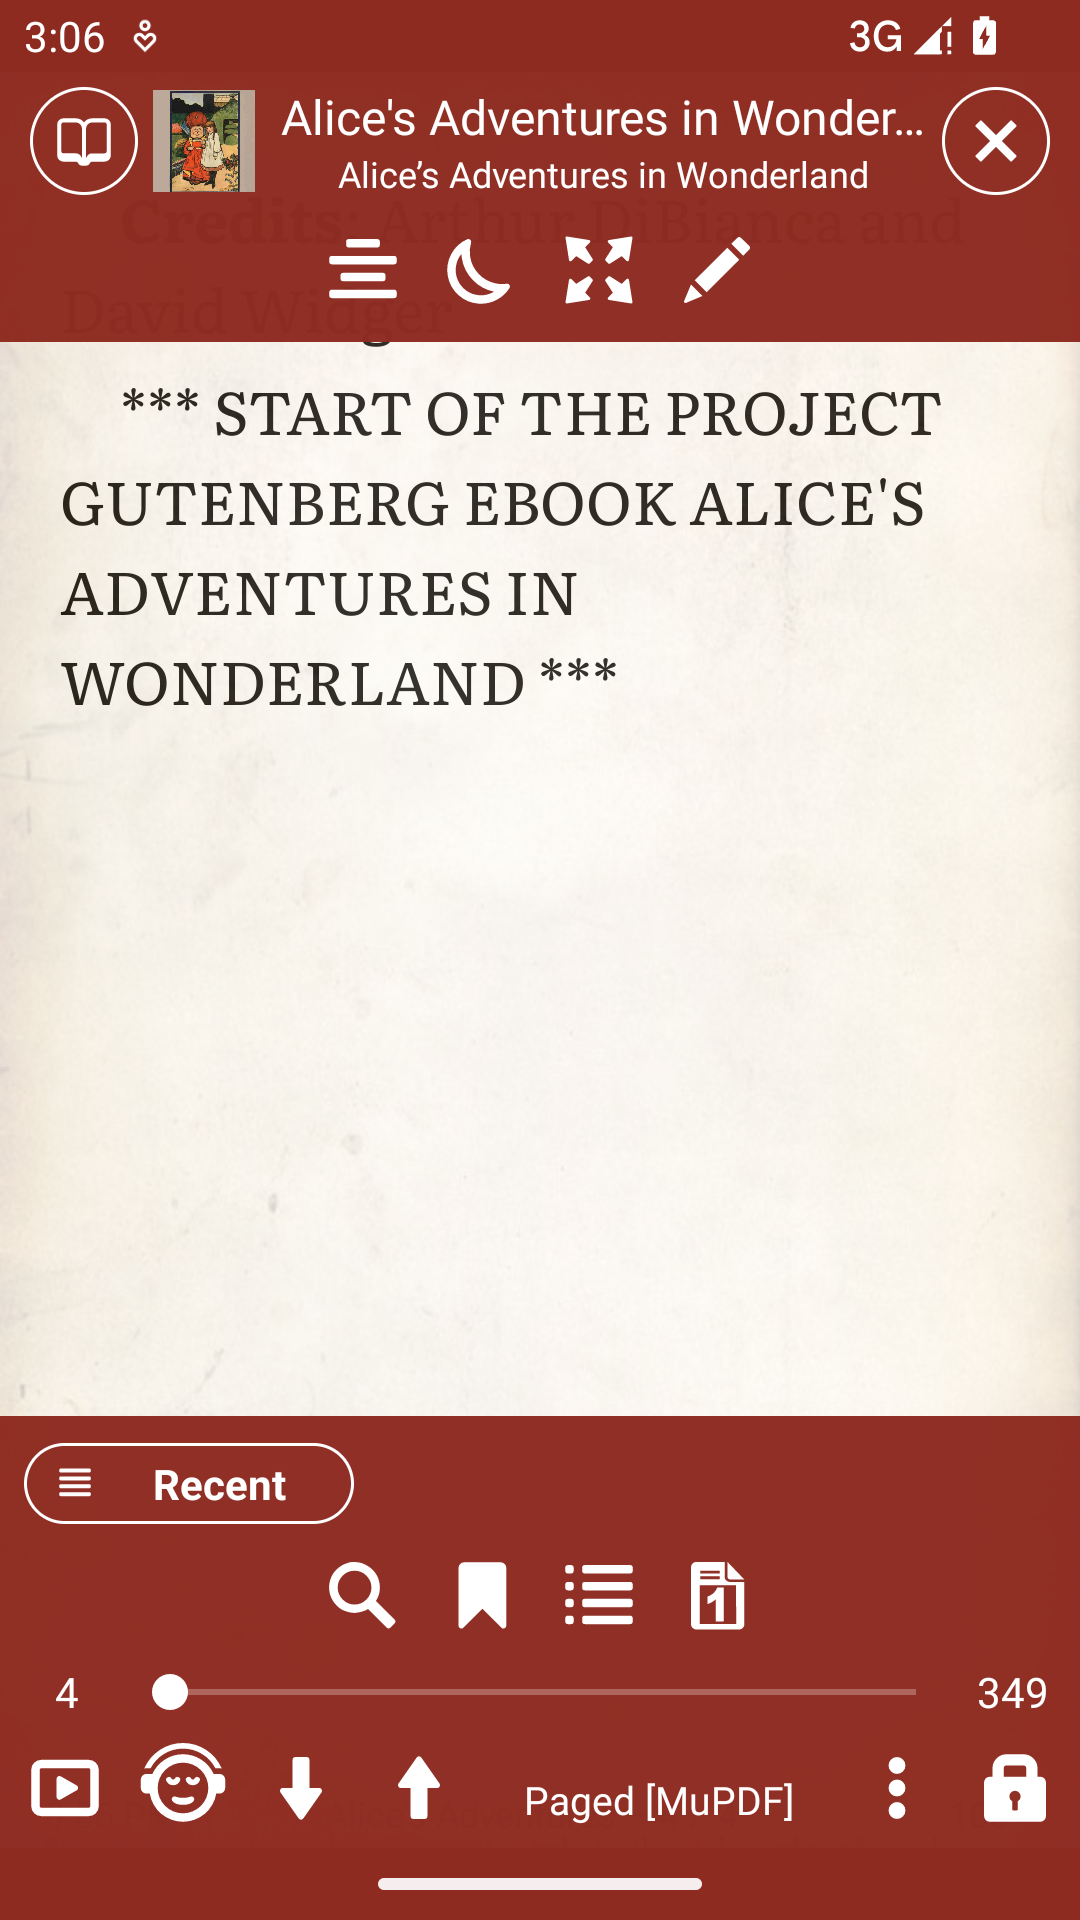 3:06
3G
Alice's Adventures in Wonder...
Alice’s Adventures in Wonderland
Credits: Arthur DiBianca and
David Widger
*** START OF THE PROJECT
GUTENBERG EBOOK ALICE'S
ADVENTURES IN
WONDERLAND ***
Recent
1
4
349
Paged [MuPDF]